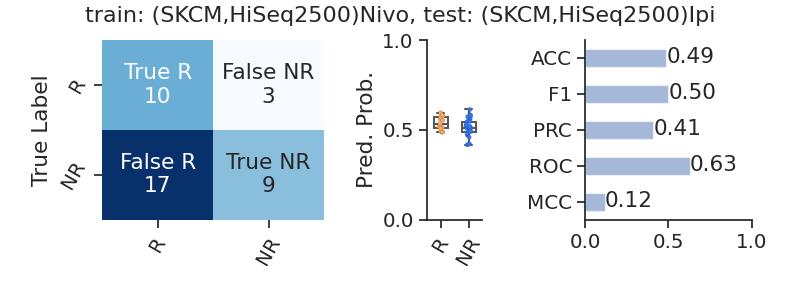 train: (SKCM,HiSeq2500)Nivo, test: (SKCM,HiSeq2500)Ipi
True Label
R
NR
True R
10
False NR
3
False R
17
True NR
9
R
NR
Pred. Prob.
1.0
0.5
0.0
R
NR
ACC
0.49
F1
0.50
PRC
0.41
ROC
0.63
MCC
0.12
0.0
0.5
1.0